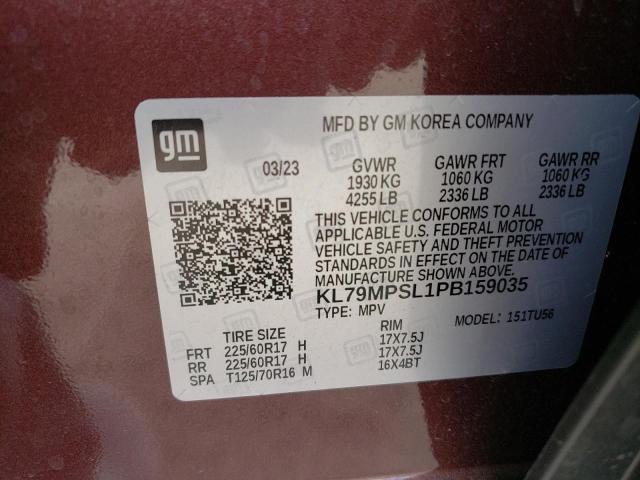 gm
MFD BY GM KOREA COMPANY
03/23 GVWR GAWR FRT GAWR RR
1930 KG 1060 KG 1060 KG
4255 LB 2336 LB 2336 LB
THIS VEHICLE CONFORMS TO ALL
APPLICABLE U.S. FEDERAL MOTOR
VEHICLE SAFETY AND THEFT PREVENTION
STANDARDS IN EFFECT ON THE DATE OF
MANUFACTURE SHOWN ABOVE.
KL79MPSL1PB159035
TYPE: MPV MODEL: 151TU56
TIRE SIZE RIM
FRT 225/60R17 H 17X7.5J
RR 225/60R17 H 17X7.5J
SPA T125/70R16 M 16X4BT